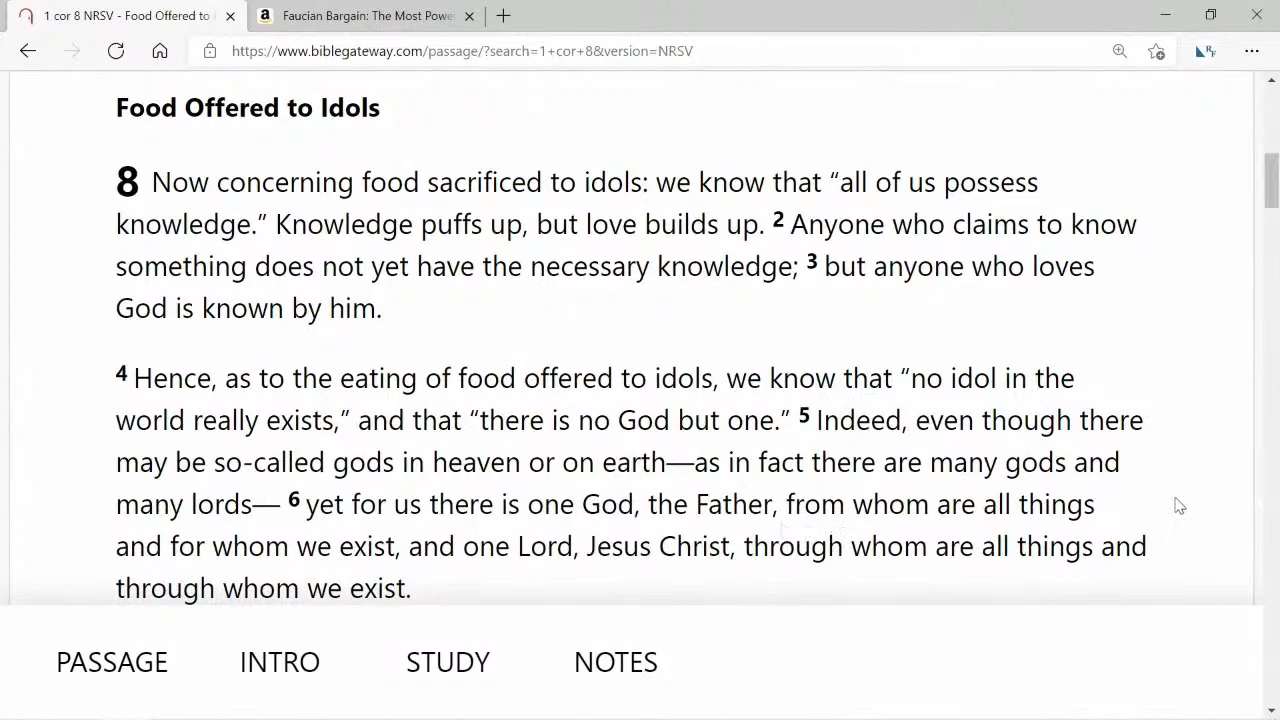 1 cor 8 NRSV - Food Offered to
Faucian Bargain: The Most Powe
https://www.biblegateway.com/passage/?search=1+cor+8&version=NRSV
Food Offered to Idols
8 Now concerning food sacrificed to idols: we know that “all of us possess
knowledge.” Knowledge puffs up, but love builds up. 2 Anyone who claims to know
something does not yet have the necessary knowledge; 3 but anyone who loves
God is known by him.
4 Hence, as to the eating of food offered to idols, we know that “no idol in the
world really exists,” and that “there is no God but one.” 5 Indeed, even though there
may be so-called gods in heaven or on earth—as in fact there are many gods and
many lords— 6 yet for us there is one God, the Father, from whom are all things
and for whom we exist, and one Lord, Jesus Christ, through whom are all things and
through whom we exist.
PASSAGE INTRO STUDY NOTES